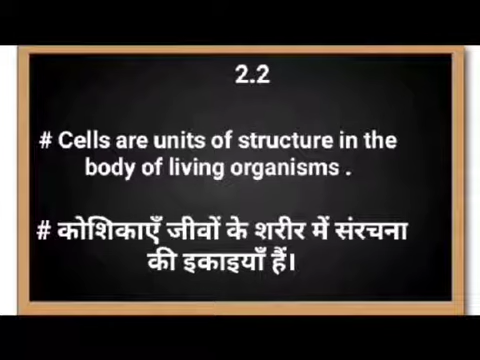 2.2
# Cells are units of structure in the
body of living organisms .
# कोशिकाएँ जीवों के शरीर में संरचना
की इकाइयाँ हैं।